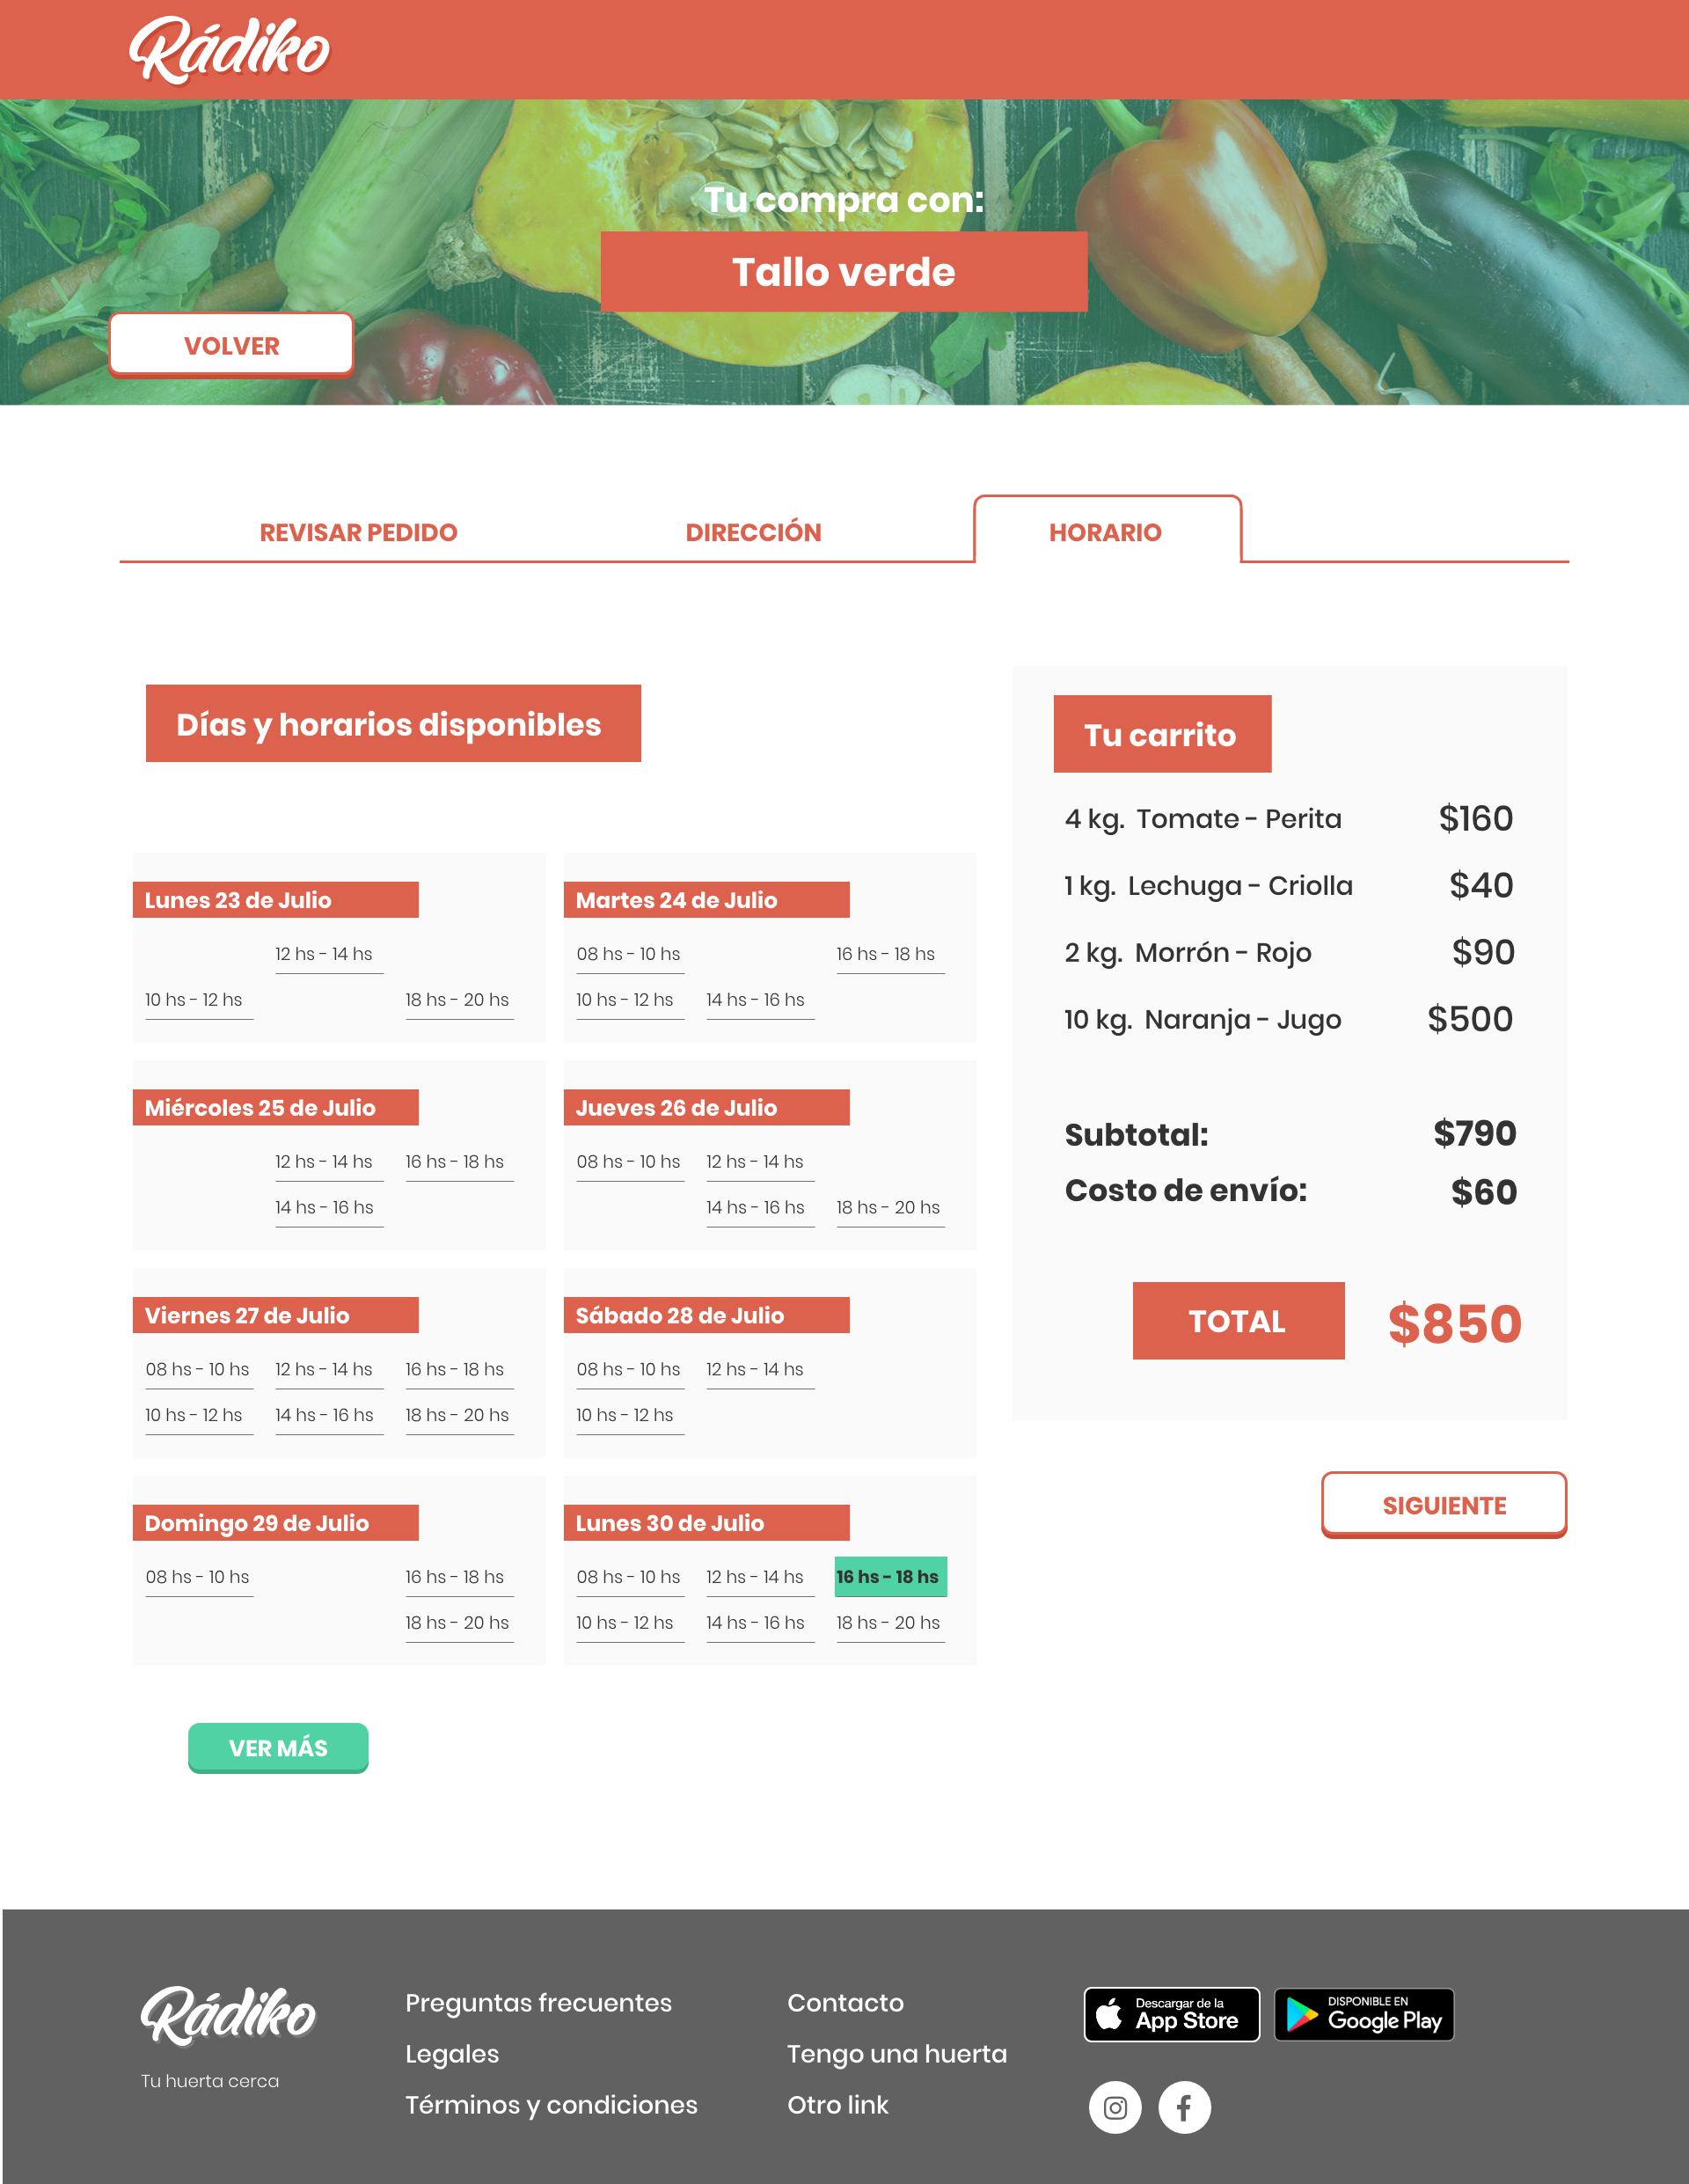 Rádiko
Tu compra con:
Tallo verde
VOLVER
REVISAR PEDIDO
DIRECCIÓN
HORARIO
Días y horarios disponibles
Lunes 23 de Julio
12 hs - 14 hs
10 hs - 12 hs
18 hs - 20 hs
Martes 24 de Julio
08 hs - 10 hs
16 hs - 18 hs
10 hs - 12 hs
14 hs - 16 hs
Miércoles 25 de Julio
12 hs - 14 hs
16 hs - 18 hs
14 hs - 16 hs
Jueves 26 de Julio
08 hs - 10 hs
12 hs - 14 hs
14 hs - 16 hs
18 hs - 20 hs
Viernes 27 de Julio
08 hs - 10 hs
12 hs - 14 hs
16 hs - 18 hs
10 hs - 12 hs
14 hs - 16 hs
18 hs - 20 hs
Sábado 28 de Julio
08 hs - 10 hs
12 hs - 14 hs
10 hs - 12 hs
Domingo 29 de Julio
08 hs - 10 hs
16 hs - 18 hs
18 hs - 20 hs
Lunes 30 de Julio
08 hs - 10 hs
12 hs - 14 hs
16 hs - 18 hs
10 hs - 12 hs
14 hs - 16 hs
18 hs - 20 hs
VER MÁS
Tu carrito
4 kg. Tomate - Perita $160
1 kg. Lechuga - Criolla $40
2 kg. Morrón - Rojo $90
10 kg. Naranja - Jugo $500
Subtotal: $790
Costo de envío: $60
TOTAL $850
SIGUIENTE
Rádiko
Tu huerta cerca
Preguntas frecuentes
Legales
Términos y condiciones
Contacto
Tengo una huerta
Otro link
Descargar de la
App Store
DISPONIBLE EN
Google Play